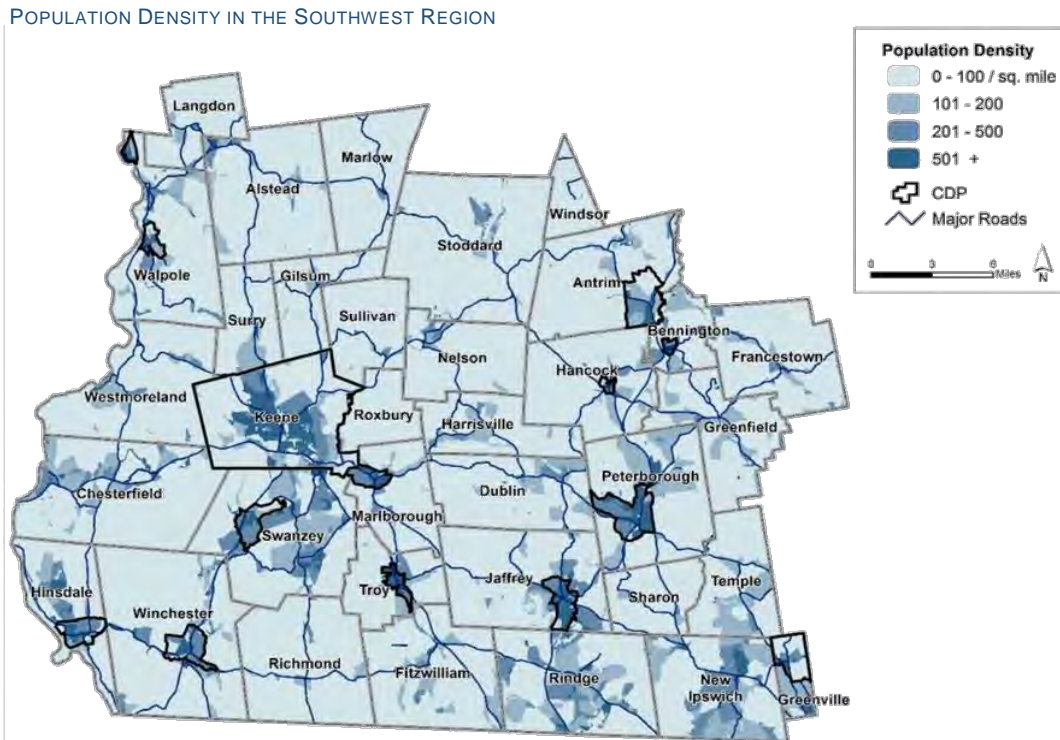 POPULATION DENSITY IN THE SOUTHWEST REGION
Population Density
0 - 100 / sq. mile
101 - 200
201 - 500
501 +
CDP
Major Roads
0 3 6
Miles
N
Langdon
Marlow
Alstead
Windsor
Stoddard
Walpole
Gilsum
Antrim
Surry
Sullivan
Bennington
Nelson
Francestown
Hancock
Westmoreland
Keene
Roxbury
Harrisville
Greenfield
Peterborough
Chesterfield
Dublin
Marlborough
Swanzey
Jaffrey
Temple
Hinsdale
Troy
Sharon
Winchester
Richmond
Fitzwilliam
Rindge
New
Ipswich
Greenville